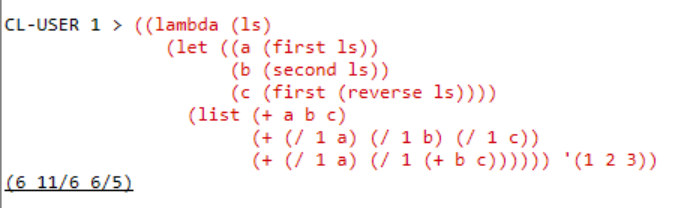 CL-USER 1 > ((lambda (ls)
(let ((a (first ls))
(b (second ls))
(c (first (reverse ls))))
(list (+ a b c)
(+ (/ 1 a) (/ 1 b) (/ 1 c))
(+ (/ 1 a) (/ 1 (+ b c)))))) '(1 2 3))
(6 11/6 6/5)